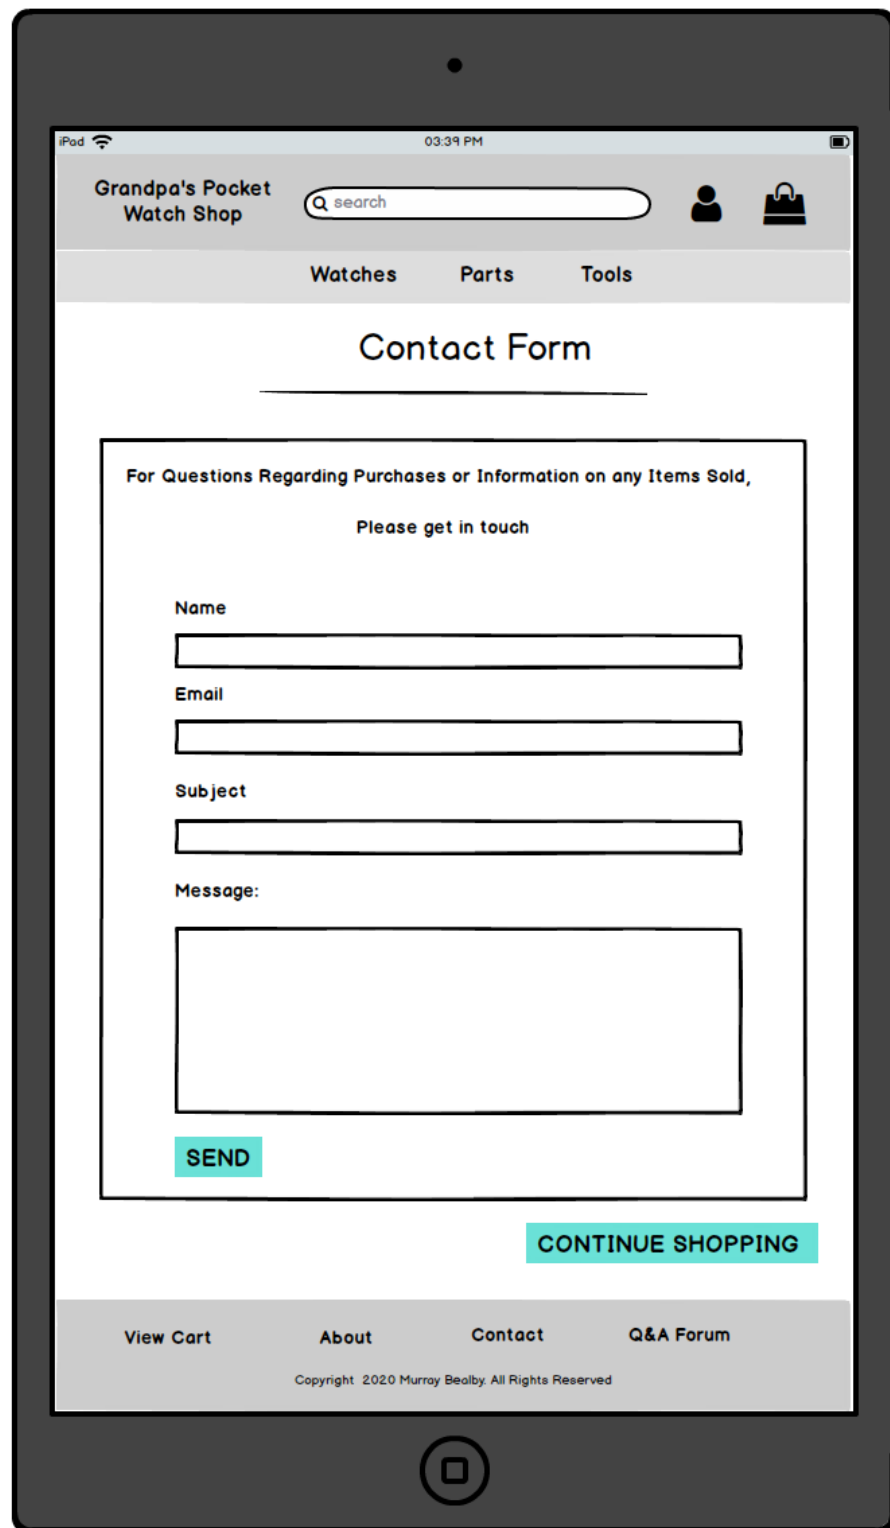 iPad 03:39 PM
Grandpa's Pocket
Watch Shop
search
Watches Parts Tools
Contact Form
For Questions Regarding Purchases or Information on any Items Sold,
Please get in touch
Name
Email
Subject
Message:
SEND
CONTINUE SHOPPING
View Cart About Contact Q&A Forum
Copyright 2020 Murray Bealby. All Rights Reserved